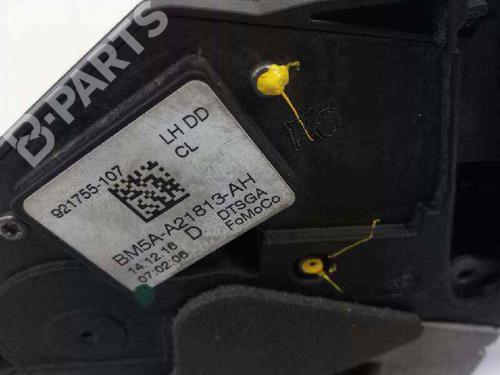 B-PARTS
921755-107
LH DD
CL
BM5A-A21813-AH
14.12.16 D DTSGA
07.02.06 FoMoCo